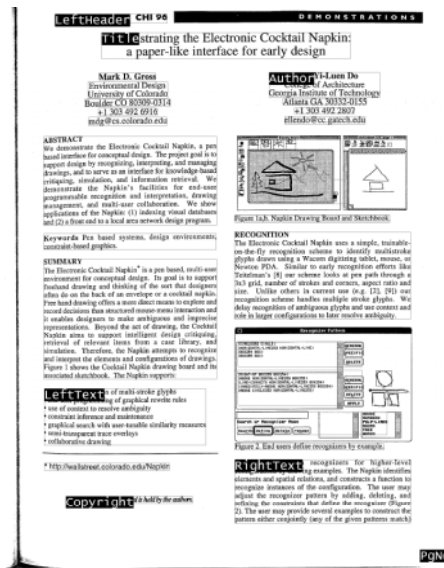 LeftHeader CHI 96 DEMONSTRATIONS
Titlestrating the Electronic Cocktail Napkin:
a paper-like interface for early design
Mark D. Gross
Environmental Design
University of Colorado
Boulder CO 80309-0314
+1 303 492 6916
mdg@cs.colorado.edu
Author Yi-Luen Do
College of Architecture
Georgia Institute of Technology
Atlanta GA 30332-0155
+1 303 492 2803
ellendo@cc.gatech.edu
ABSTRACT
We demonstrate the Electronic Cocktail Napkin, a pen
based interface for conceptual design. The project goal is to
support design by recognizing, interpreting, and managing
drawings, and to serve as an interface for knowledge-based
critiquing, simulation, and information retrieval. We
demonstrate the Napkin's facilities for end-user
programmable recognition and interpretation, drawing
management, and multi-user collaboration. We show
applications of the Napkin: (1) indexing visual databases
and (2) a front end to a local area network design program.
Keywords Pen based systems, design environments,
constraint-based graphics.
SUMMARY
The Electronic Cocktail Napkin* is a pen based, multi-user
environment for conceptual design. Its goal is to support
freehand drawing and thinking of the sort that designers
often do on the back of an envelope or a cocktail napkin.
Free hand drawing offers a more direct means to explore and
record decisions than structured mouse-menu interaction and
it enables designers to make ambiguous and imprecise
representations. Beyond the act of drawing, the Cocktail
Napkin aims to support intelligent design critiquing,
retrieval of relevant items from a case library, and
simulation. Therefore, the Napkin attempts to recognize
and interpret the elements and configurations of drawings.
Figure 1 shows the Cocktail Napkin drawing board and its
associated sketchbook. The Napkin supports:
LeftText n of multi-stroke glyphs
ng of graphical rewrite rules
• use of context to resolve ambiguity
• constraint inference and maintenance
• graphical search with user-tunable similarity measures
• semi-transparent trace overlays
• collaborative drawing
* http://wallstreet.colorado.edu/Napkin
Copyright is held by the authors.
Figure 1a,b. Napkin Drawing Board and Sketchbook.
RECOGNITION
The Electronic Cocktail Napkin uses a simple, trainable-
on-the-fly recognition scheme to identify multistroke
glyphs drawn using a Wacom digitizing tablet, mouse, or
Newton PDA. Similar to early recognition efforts like
Teitelman's [8] our scheme looks at pen path through a
3x3 grid, number of strokes and corners, aspect ratio and
size. Unlike others in current use (e.g. [2], [9]) our
recognition scheme handles multiple stroke glyphs. We
delay recognition of ambiguous glyphs and use context and
role in larger configurations to later resolve ambiguity.
Recognizer Pattern
Figure 2. End users define recognizers by example.
RightText recognizers for higher-level
ing examples. The Napkin identifies
elements and spatial relations, and constructs a function to
recognize instances of the configuration. The user may
adjust the recognizer pattern by adding, deleting, and
refining the constraints that define the recognizer (Figure
2). The user may provide several examples to construct the
pattern either conjointly (any of the given patterns match)
PgN